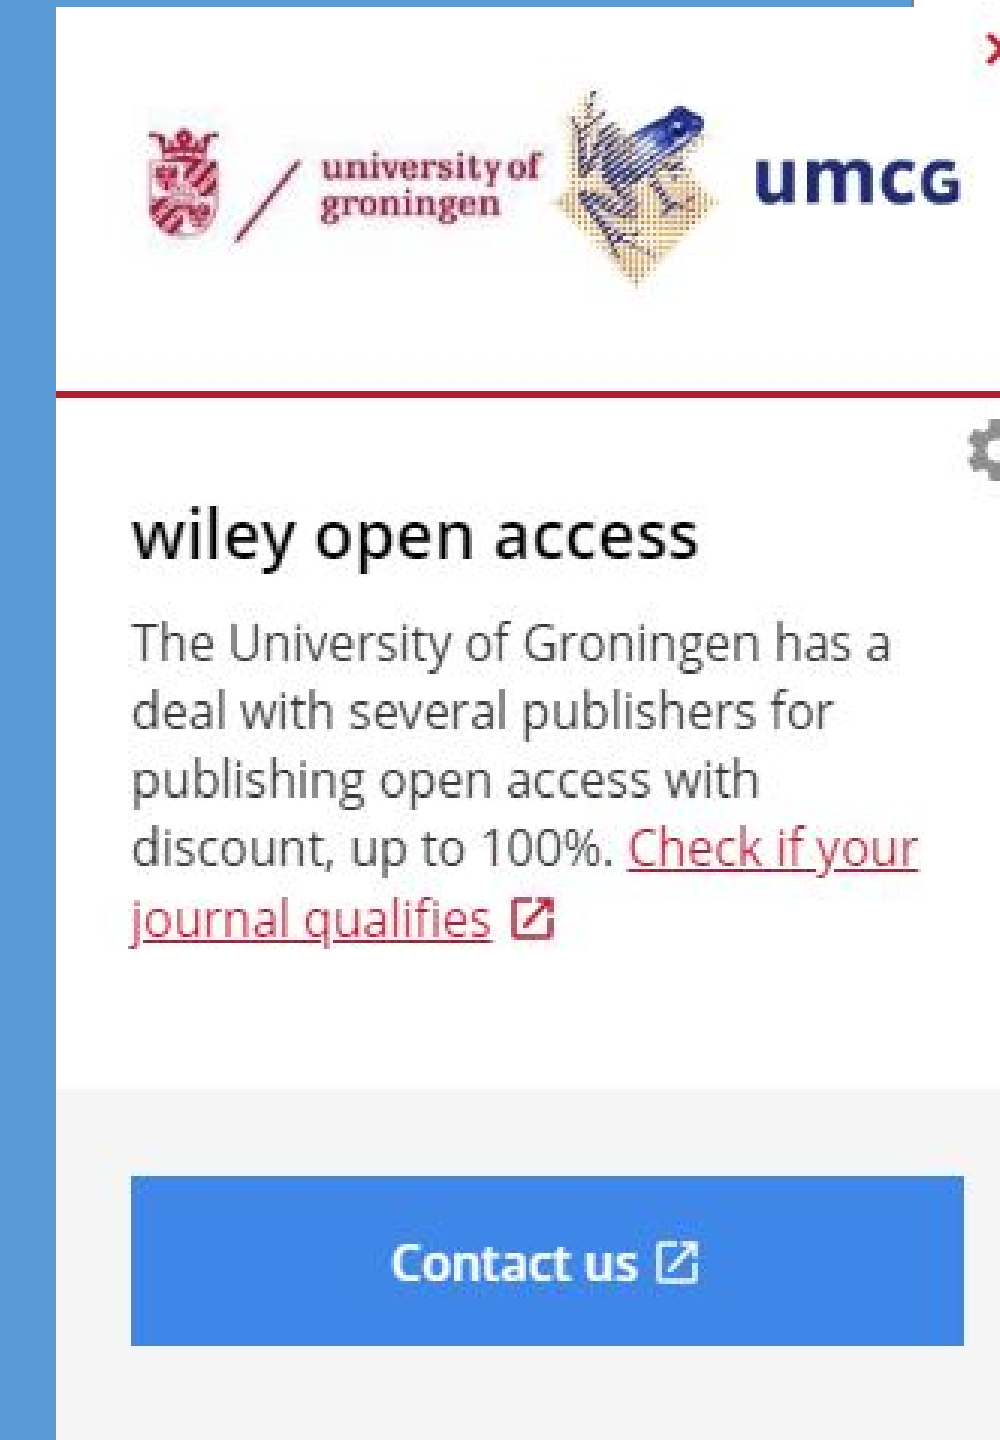 university of
groningen
umcg
wiley open access
The University of Groningen has a
deal with several publishers for
publishing open access with
discount, up to 100%. Check if your
journal qualifies
Contact us